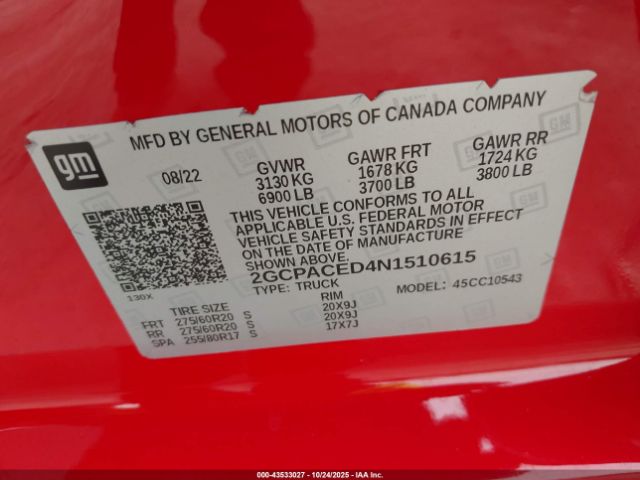 MFD BY GENERAL MOTORS OF CANADA COMPANY
gm
08/22
GVWR GAWR FRT GAWR RR
3130 KG 1678 KG 1724 KG
6900 LB 3700 LB 3800 LB
THIS VEHICLE CONFORMS TO ALL
APPLICABLE U.S. FEDERAL MOTOR
VEHICLE SAFETY STANDARDS IN EFFECT
ON THE DATE OF MANUFACTURE
SHOWN ABOVE.
2GCPACED4N1510615
130X
TYPE: TRUCK MODEL: 45CC10543
TIRE SIZE RIM
FRT 275/60R20 S 20X9J
RR 275/60R20 S 20X9J
SPA 255/80R17 S 17X7J
000-43533027 - 10/24/2025 - IAA Inc.